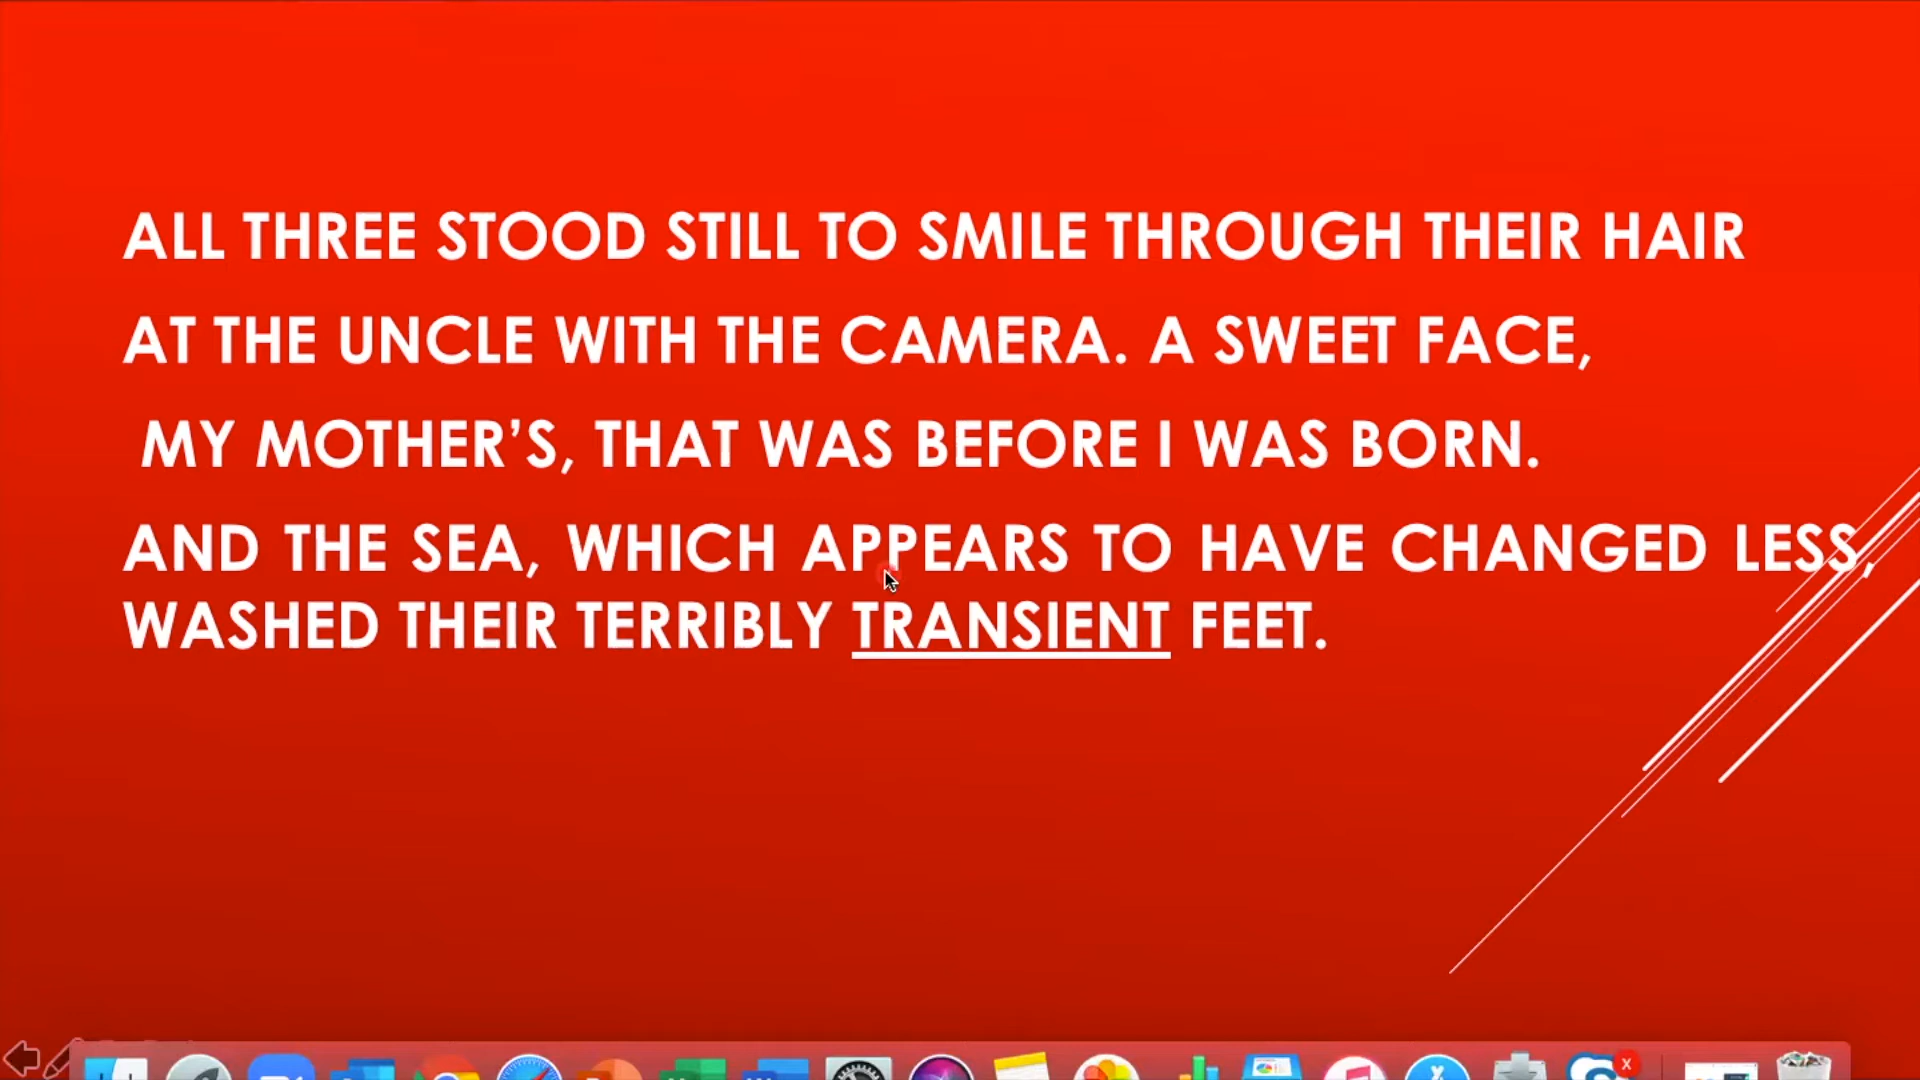 ALL THREE STOOD STILL TO SMILE THROUGH THEIR HAIR
AT THE UNCLE WITH THE CAMERA. A SWEET FACE,
MY MOTHER’S, THAT WAS BEFORE I WAS BORN.
AND THE SEA, WHICH APPEARS TO HAVE CHANGED LESS,
WASHED THEIR TERRIBLY TRANSIENT FEET.